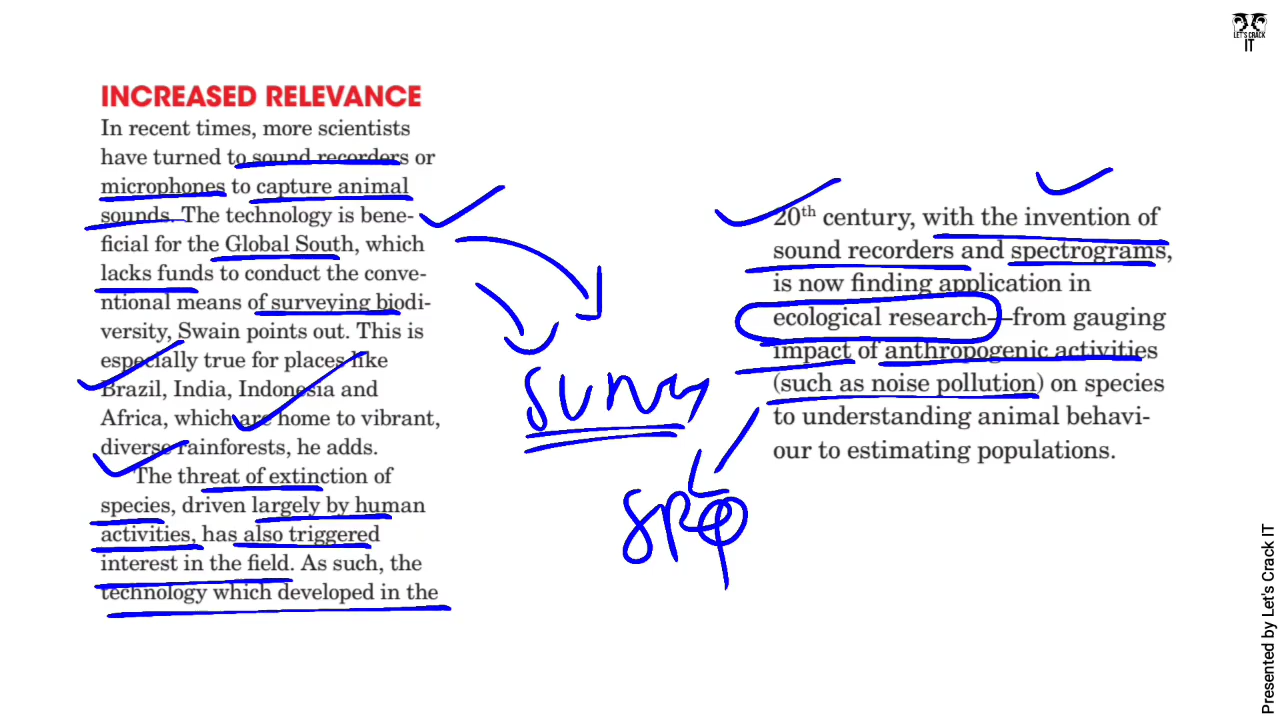 LET'S CRACK
IT
INCREASED RELEVANCE
In recent times, more scientists
have turned to sound recorders or
microphones to capture animal
sounds. The technology is bene-
ficial for the Global South, which
lacks funds to conduct the conve-
ntional means of surveying biodi-
versity, Swain points out. This is
especially true for places like
Brazil, India, Indonesia and
Africa, which are home to vibrant,
diverse rainforests, he adds.
The threat of extinction of
species, driven largely by human
activities, has also triggered
interest in the field. As such, the
technology which developed in the
20th century, with the invention of
sound recorders and spectrograms,
is now finding application in
ecological research—from gauging
impact of anthropogenic activities
(such as noise pollution) on species
to understanding animal behavi-
our to estimating populations.
Presented by Let's Crack IT